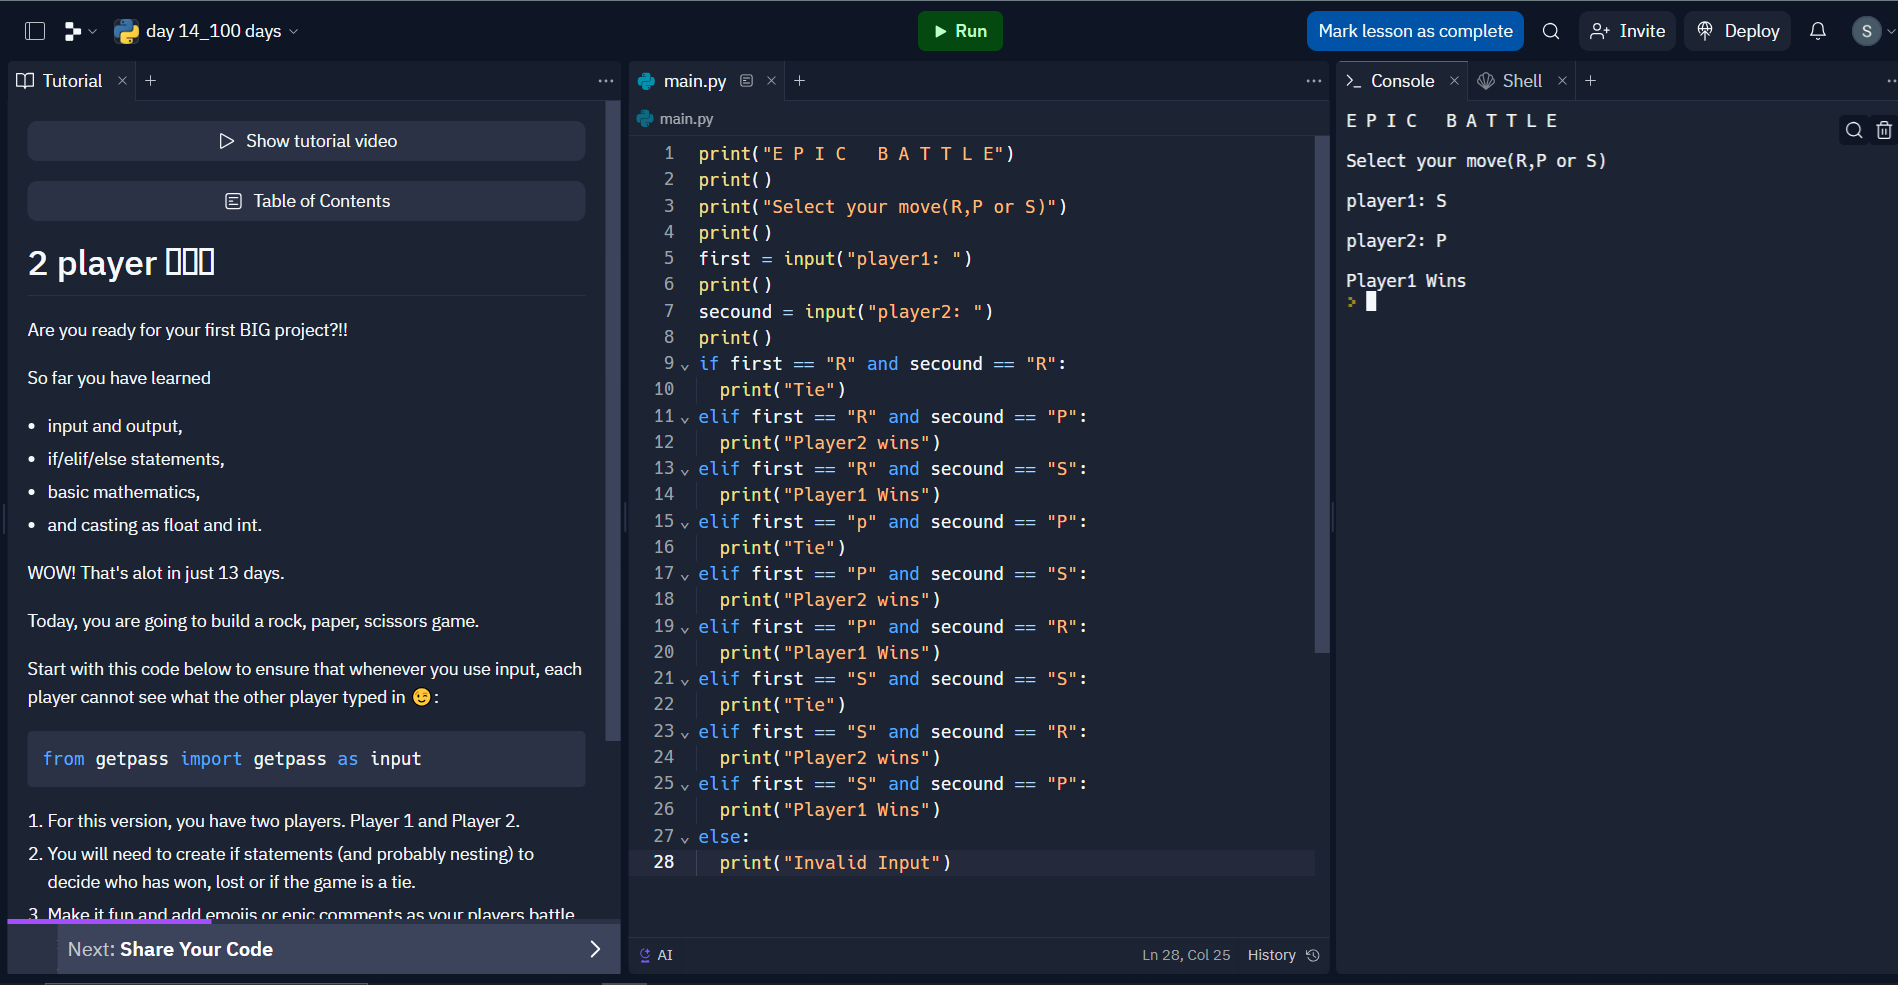 day 14_100 days
Run
Mark lesson as complete
Invite
Deploy
S
Tutorial
Show tutorial video
Table of Contents
2 player
Are you ready for your first BIG project?!!
So far you have learned
• input and output,
• if/elif/else statements,
• basic mathematics,
• and casting as float and int.
WOW! That's alot in just 13 days.
Today, you are going to build a rock, paper, scissors game.
Start with this code below to ensure that whenever you use input, each
player cannot see what the other player typed in 😉:
from getpass import getpass as input
1. For this version, you have two players. Player 1 and Player 2.
2. You will need to create if statements (and probably nesting) to
decide who has won, lost or if the game is a tie.
3. Make it fun and add emojis or epic comments as your players battle
Next: Share Your Code
main.py
main.py
1 print("E P I C   B A T T L E")
2 print()
3 print("Select your move(R,P or S)")
4 print()
5 first = input("player1: ")
6 print()
7 secound = input("player2: ")
8 print()
9 if first == "R" and secound == "R":
10   print("Tie")
11 elif first == "R" and secound == "P":
12   print("Player2 wins")
13 elif first == "R" and secound == "S":
14   print("Player1 Wins")
15 elif first == "p" and secound == "P":
16   print("Tie")
17 elif first == "P" and secound == "S":
18   print("Player2 wins")
19 elif first == "P" and secound == "R":
20   print("Player1 Wins")
21 elif first == "S" and secound == "S":
22   print("Tie")
23 elif first == "S" and secound == "R":
24   print("Player2 wins")
25 elif first == "S" and secound == "P":
26   print("Player1 Wins")
27 else:
28   print("Invalid Input")
AI
Ln 28, Col 25
History
Console
Shell
E P I C   B A T T L E
Select your move(R,P or S)
player1: S
player2: P
Player1 Wins